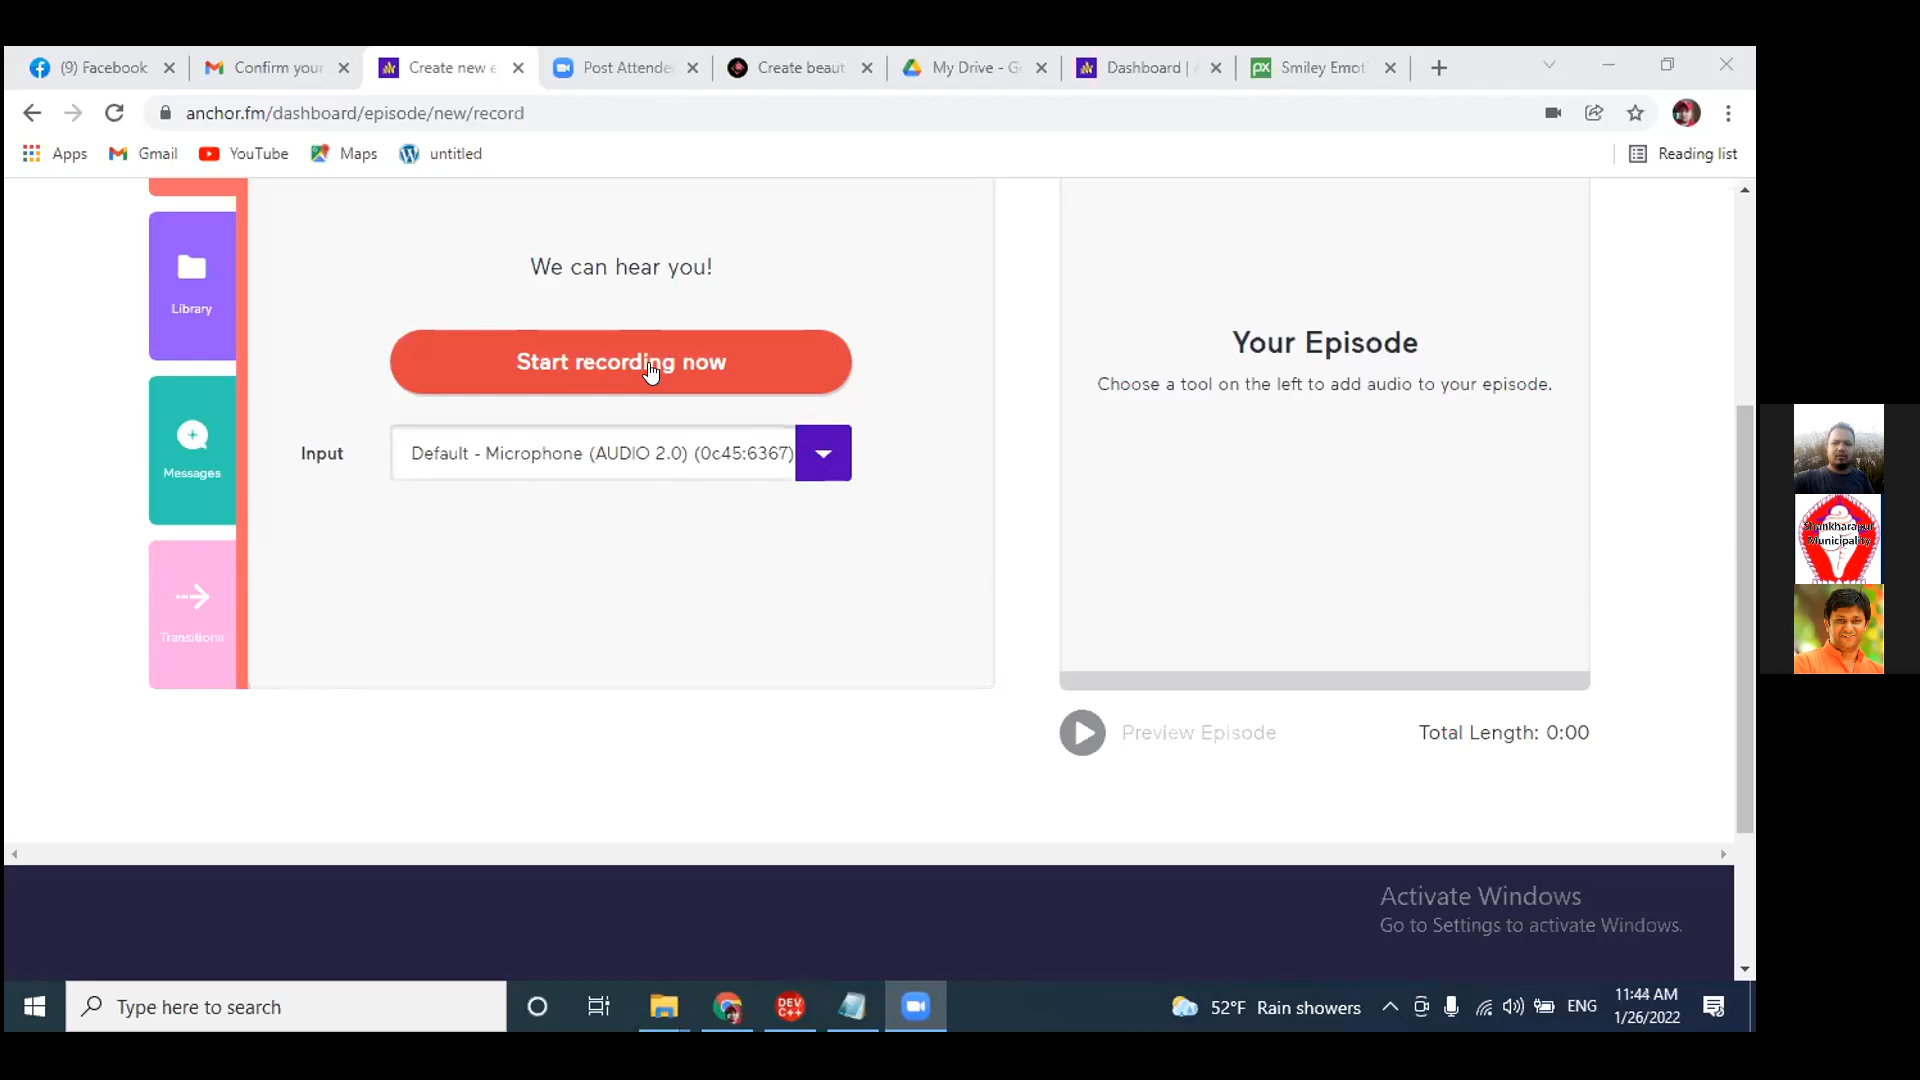 (9) Facebook
Confirm your
Create new e
Post Attende
Create beaut
My Drive - G
Dashboard |
px
Smiley Emot
anchor.fm/dashboard/episode/new/record
Apps
Gmail
YouTube
Maps
untitled
Reading list
Library
Messages
Transitions
We can hear you!
Start recording now
Input
Default - Microphone (AUDIO 2.0) (0c45:6367)
Your Episode
Choose a tool on the left to add audio to your episode.
Preview Episode
Total Length: 0:00
Shankharapur
Municipality
Activate Windows
Go to Settings to activate Windows.
Type here to search
DEV
C++
52°F Rain showers
ENG
11:44 AM
1/26/2022